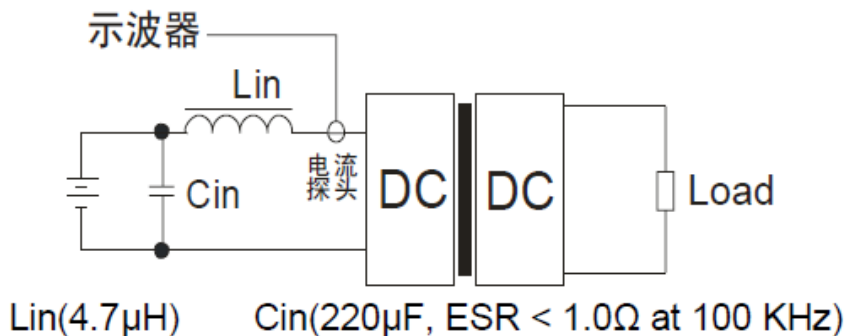 示波器
Lin
电流
探头
Cin
DC
DC
Load
Lin(4.7μH) Cin(220μF, ESR < 1.0Ω at 100 KHz)